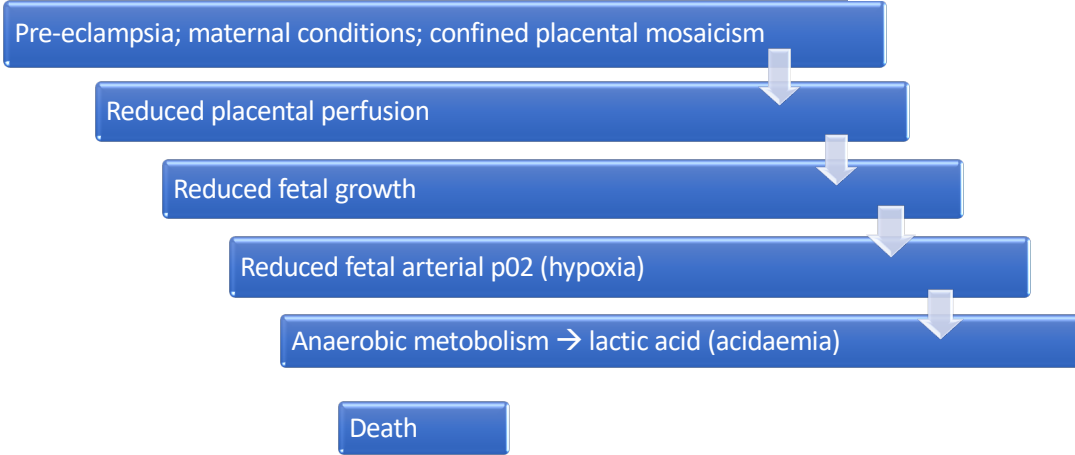 Pre-eclampsia; maternal conditions; confined placental mosaicism
Reduced placental perfusion
Reduced fetal growth
Reduced fetal arterial p02 (hypoxia)
Anaerobic metobolism → lactic acid (acidaemia)
Death